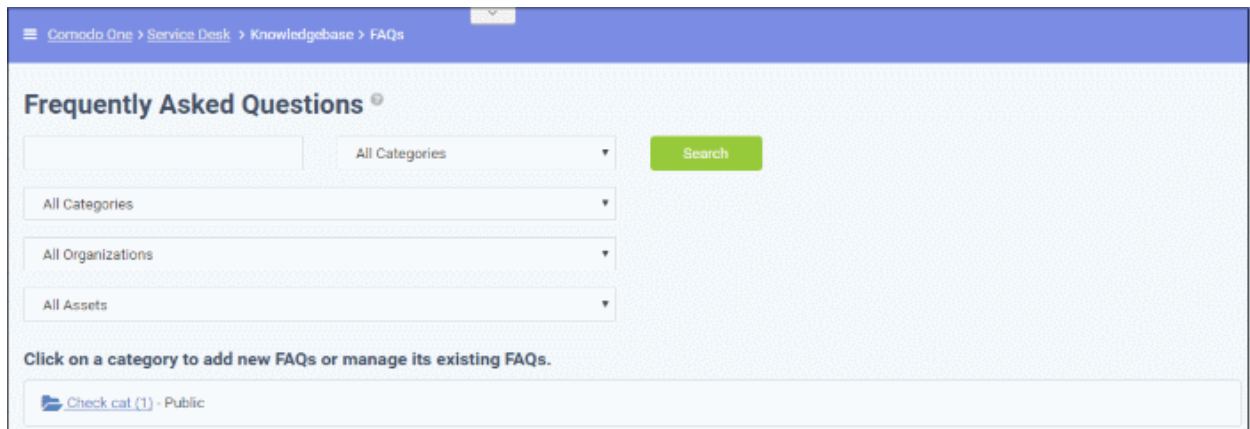 Comodo One > Service Desk > Knowledgebase > FAQs
Frequently Asked Questions
All Categories
Search
All Categories
All Organizations
All Assets
Click on a category to add new FAQs or manage its existing FAQs.
Check cat (1) - Public